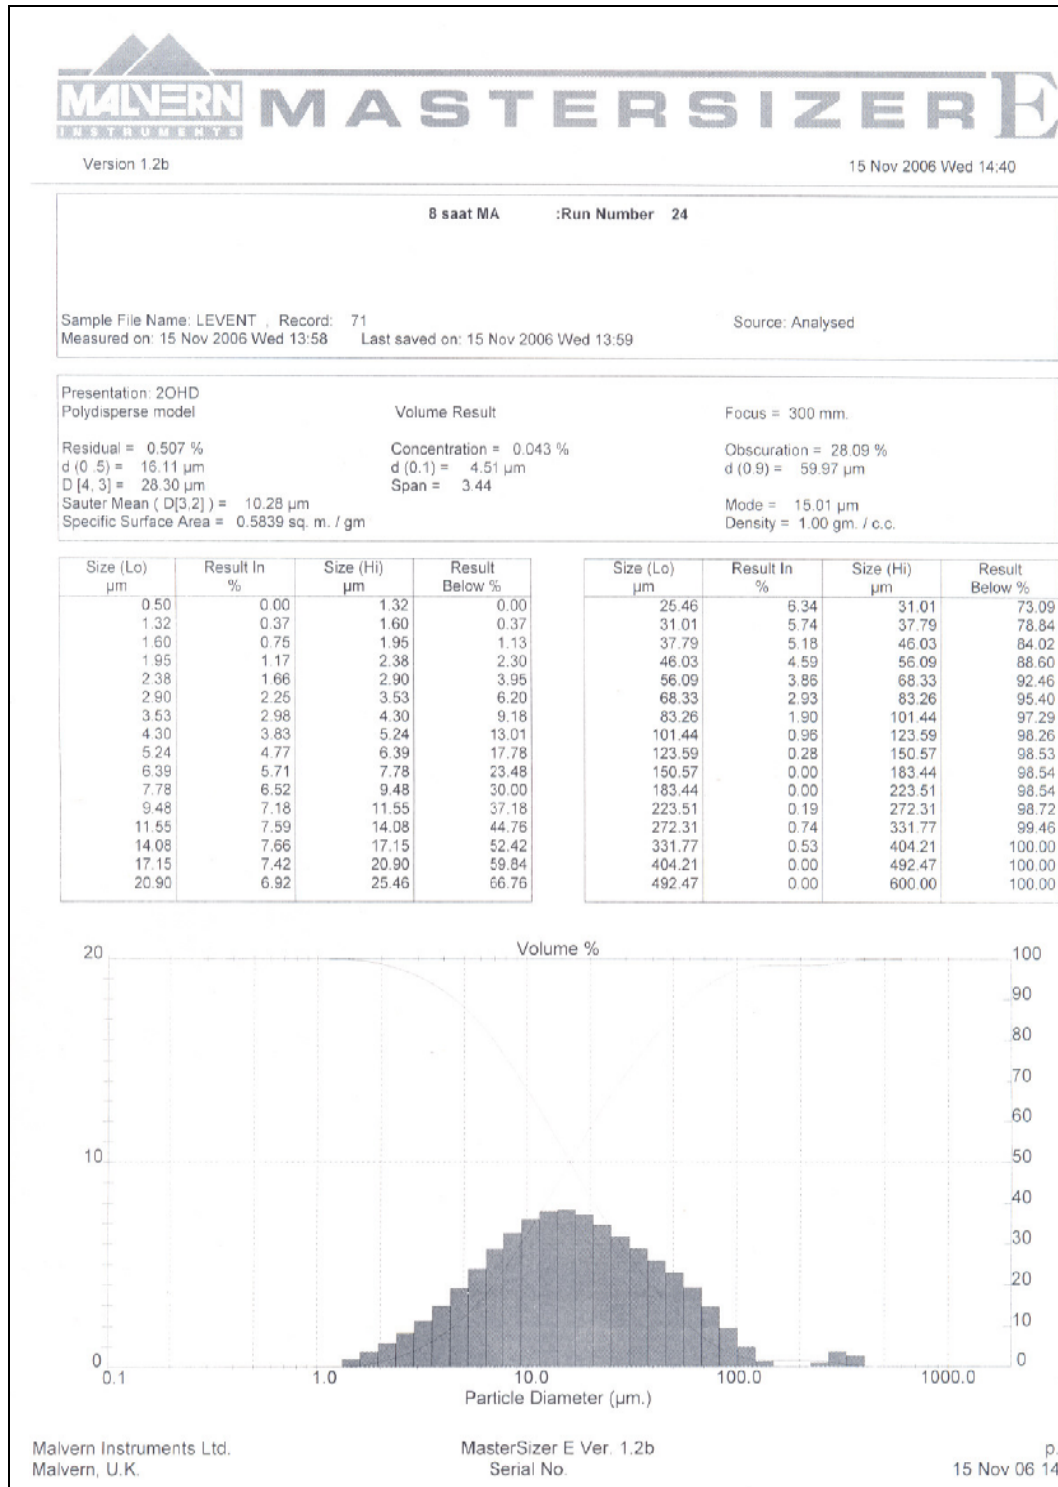 MALVERN MASTERSIZER E
INSTRUMENTS
Version 1.2b 15 Nov 2006 Wed 14:40
8 saat MA :Run Number 24
Sample File Name: LEVENT , Record: 71 Source: Analysed
Measured on: 15 Nov 2006 Wed 13:58 Last saved on: 15 Nov 2006 Wed 13:59
Presentation: 2OHD
Polydisperse model Volume Result Focus = 300 mm.
Residual = 0.507 % Concentration = 0.043 % Obscuration = 28.09 %
d (0 .5) = 16.11 µm d (0.1) = 4.51 µm d (0.9) = 59.97 µm
D [4, 3] = 28.30 µm Span = 3.44
Sauter Mean ( D[3,2] ) = 10.28 µm Mode = 15.01 µm
Specific Surface Area = 0.5839 sq. m. / gm Density = 1.00 gm. / c.c.
Size (Lo) Result In Size (Hi) Result Size (Lo) Result In Size (Hi) Result
µm % µm Below % µm % µm Below %
0.50 0.00 1.32 0.00 25.46 6.34 31.01 73.09
1.32 0.37 1.60 0.37 31.01 5.74 37.79 78.84
1.60 0.75 1.95 1.13 37.79 5.18 46.03 84.02
1.95 1.17 2.38 2.30 46.03 4.59 56.09 88.60
2.38 1.66 2.90 3.95 56.09 3.86 68.33 92.46
2.90 2.25 3.53 6.20 68.33 2.93 83.26 95.40
3.53 2.98 4.30 9.18 83.26 1.90 101.44 97.29
4.30 3.83 5.24 13.01 101.44 0.96 123.59 98.26
5.24 4.77 6.39 17.78 123.59 0.28 150.57 98.53
6.39 5.71 7.78 23.48 150.57 0.00 183.44 98.54
7.78 6.52 9.48 30.00 183.44 0.00 223.51 98.54
9.48 7.18 11.55 37.18 223.51 0.19 272.31 98.72
11.55 7.59 14.08 44.76 272.31 0.74 331.77 99.46
14.08 7.66 17.15 52.42 331.77 0.53 404.21 100.00
17.15 7.42 20.90 59.84 404.21 0.00 492.47 100.00
20.90 6.92 25.46 66.76 492.47 0.00 600.00 100.00
Volume %
20 100
90
80
70
60
10 50
40
30
20
10
0 0
0.1 1.0 10.0 100.0 1000.0
Particle Diameter (µm.)
Malvern Instruments Ltd. MasterSizer E Ver. 1.2b p.
Malvern, U.K. Serial No. 15 Nov 06 14